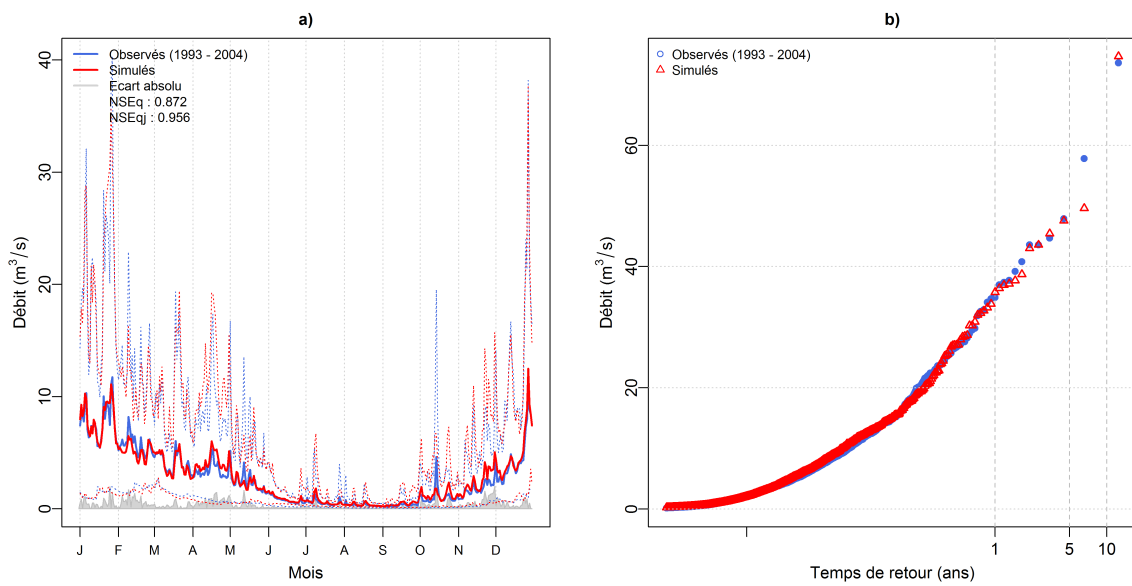 a)
Observés (1993 - 2004)
Simulés
Ecart absolu
NSEq : 0.872
NSEqj : 0.956
Débit (m³/s)
40
30
20
10
0
J F M A M J J A S O N D
Mois
b)
Observés (1993 - 2004)
Simulés
Débit (m³/s)
60
40
20
0
1 5 10
Temps de retour (ans)